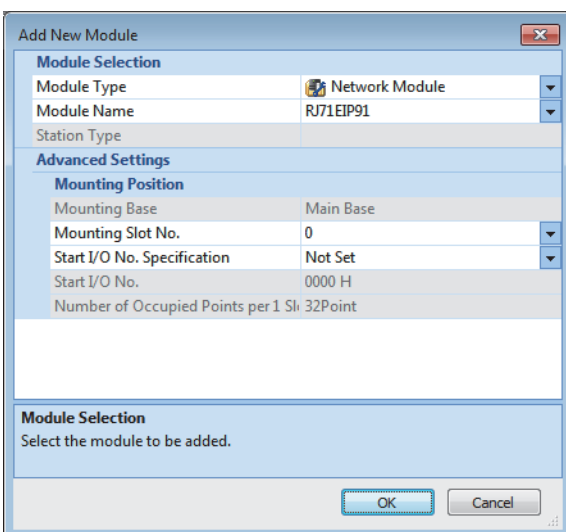 Add New Module
Module Selection
Module Type Network Module
Module Name RJ71EIP91
Station Type
Advanced Settings
Mounting Position
Mounting Base Main Base
Mounting Slot No. 0
Start I/O No. Specification Not Set
Start I/O No. 0000 H
Number of Occupied Points per 1 Sl 32Point
Module Selection
Select the module to be added.
OK Cancel